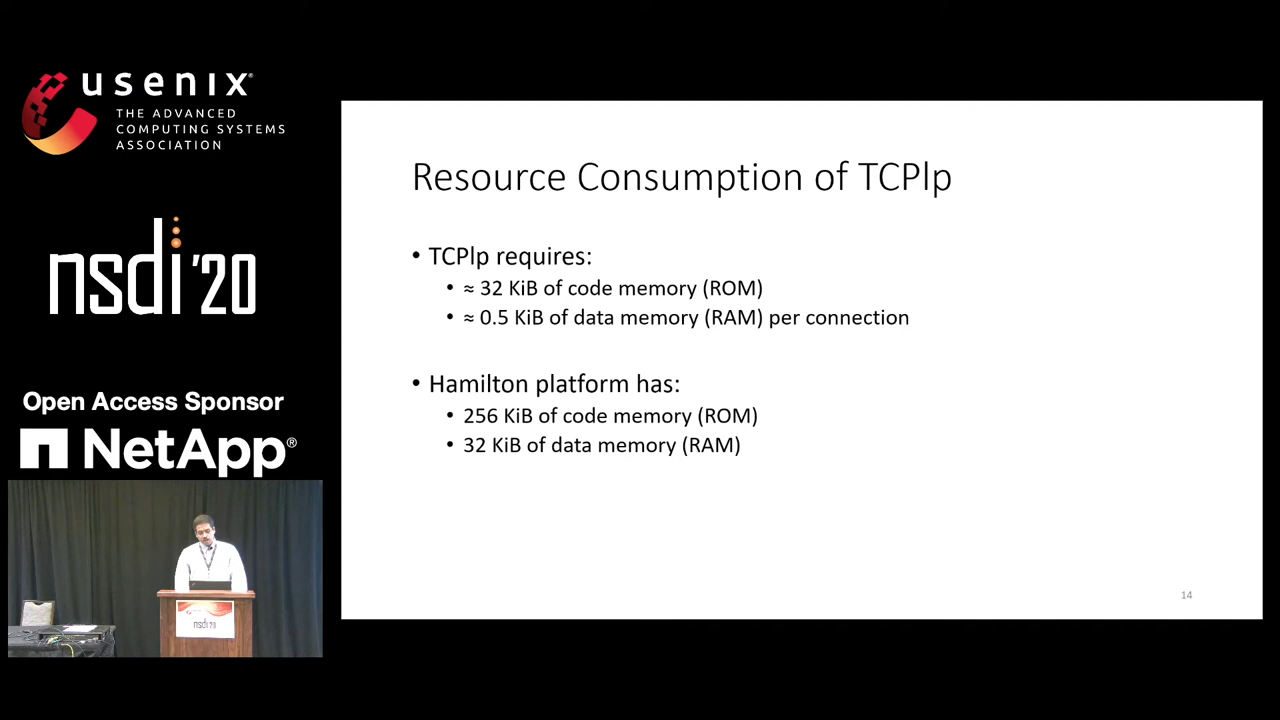 usenix®
THE ADVANCED
COMPUTING SYSTEMS
ASSOCIATION
nsdi '20
Open Access Sponsor
NetApp®
nsdi '20
Resource Consumption of TCPlp
• TCPlp requires:
• ≈ 32 KiB of code memory (ROM)
• ≈ 0.5 KiB of data memory (RAM) per connection
• Hamilton platform has:
• 256 KiB of code memory (ROM)
• 32 KiB of data memory (RAM)
14